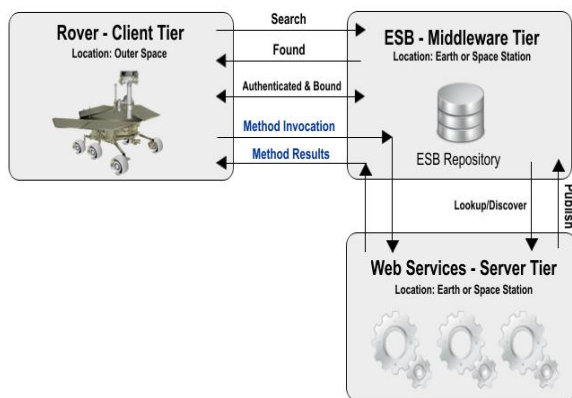 Rover - Client Tier
Location: Outer Space
Search
Found
Authenticated & Bound
Method Invocation
Method Results
ESB - Middleware Tier
Location: Earth or Space Station
ESB Repository
Lookup/Discover
Publish
Web Services - Server Tier
Location: Earth or Space Station